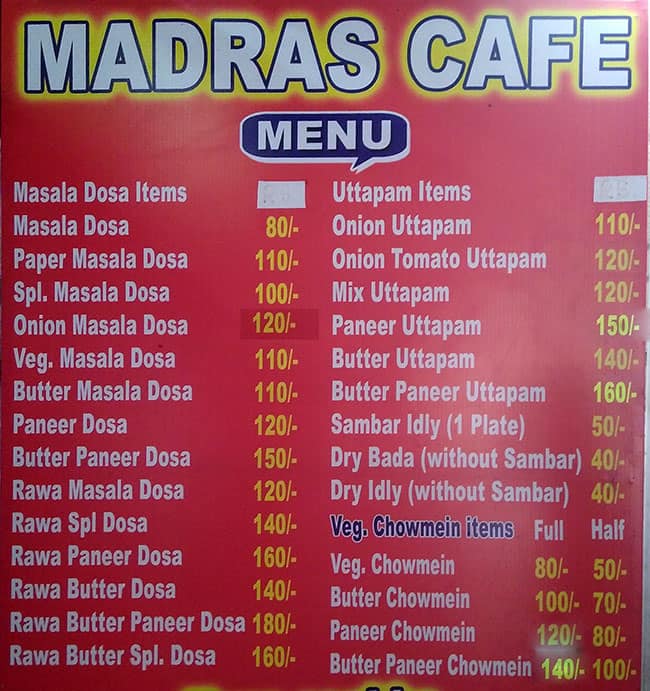 MADRAS CAFE
MENU
Masala Dosa Items
Masala Dosa 80/-
Paper Masala Dosa 110/-
Spl. Masala Dosa 100/-
Onion Masala Dosa 120/-
Veg. Masala Dosa 110/-
Butter Masala Dosa 110/-
Paneer Dosa 120/-
Butter Paneer Dosa 150/-
Rawa Masala Dosa 120/-
Rawa Spl Dosa 140/-
Rawa Paneer Dosa 160/-
Rawa Butter Dosa 140/-
Rawa Butter Paneer Dosa 180/-
Rawa Butter Spl. Dosa 160/-
Uttapam Items
Onion Uttapam 110/-
Onion Tomato Uttapam 120/-
Mix Uttapam 120/-
Paneer Uttapam 150/-
Butter Uttapam 140/-
Butter Paneer Uttapam 160/-
Sambar Idly (1 Plate) 50/-
Dry Bada (without Sambar) 40/-
Dry Idly (without Sambar) 40/-
Veg. Chowmein items Full Half
Veg. Chowmein 80/- 50/-
Butter Chowmein 100/- 70/-
Paneer Chowmein 120/- 80/-
Butter Paneer Chowmein 140/- 100/-